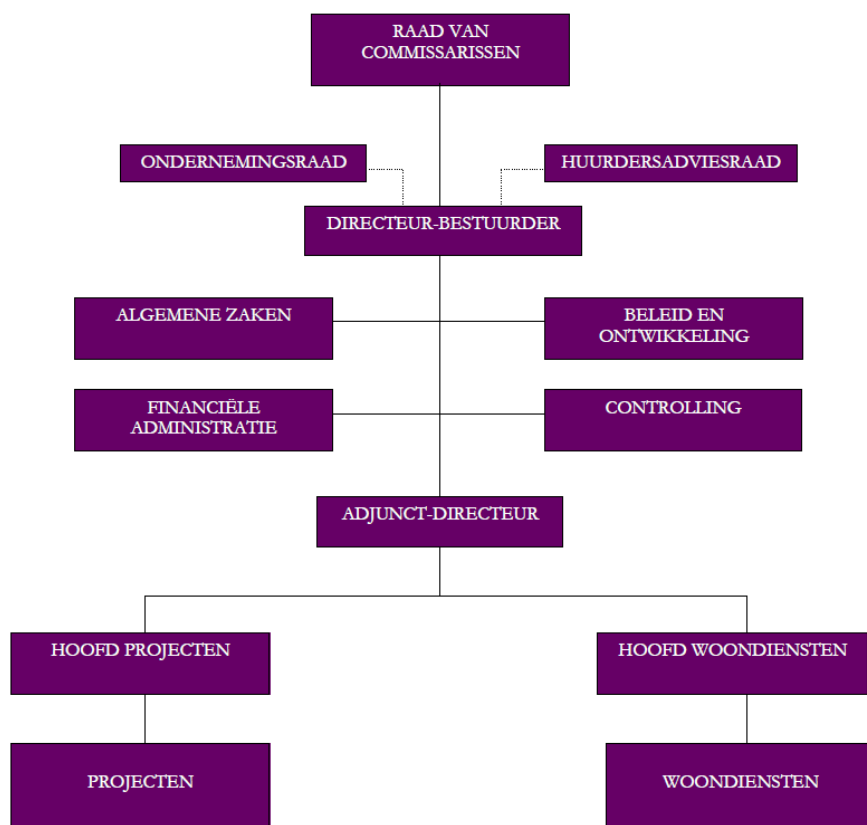 RAAD VAN
COMMISSARISSEN
ONDERNEMINGSRAAD
HUURDERSADVIESRAAD
DIRECTEUR-BESTUURDER
ALGEMENE ZAKEN
BELEID EN
ONTWIKKELING
FINANCIËLE
ADMINISTRATIE
CONTROLLING
ADJUNCT-DIRECTEUR
HOOFD PROJECTEN
HOOFD WOONDIENSTEN
PROJECTEN
WOONDIENSTEN